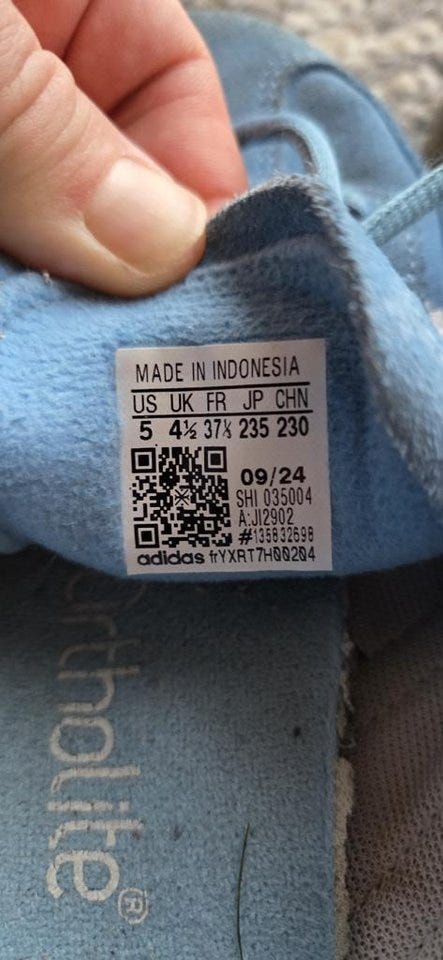 MADE IN INDONESIA
US UK FR JP CHN
5 4½ 37⅓ 235 230
09/24
SHI 035004
A:JI2902
#135832698
adidas frYXRT7H00204
ortholite®